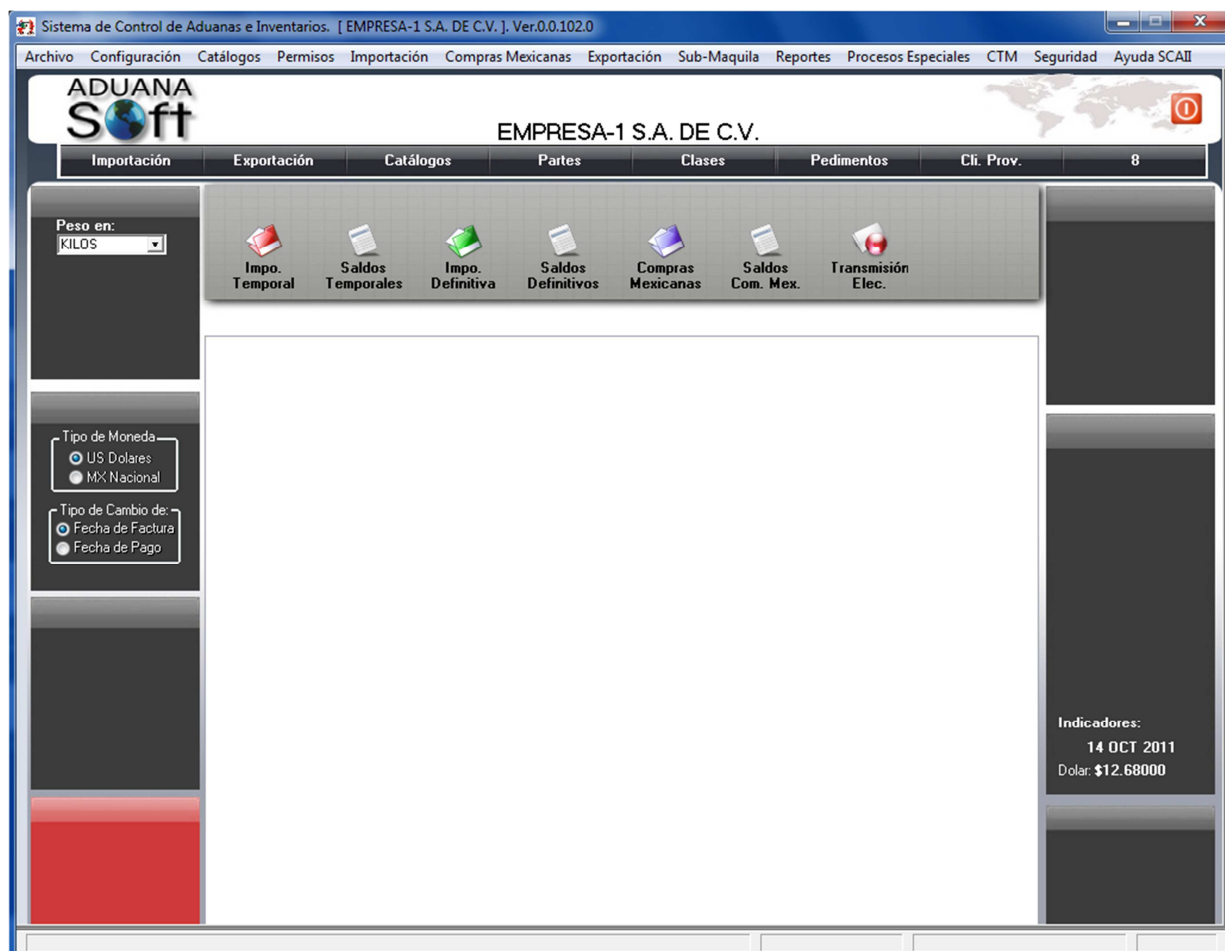 Sistema de Control de Aduanas e Inventarios. [ EMPRESA-1 S.A. DE C.V. ]. Ver.0.0.102.0
Archivo Configuración Catálogos Permisos Importación Compras Mexicanas Exportación Sub-Maquila Reportes Procesos Especiales CTM Seguridad Ayuda SCAII
ADUANA
Soft
EMPRESA-1 S.A. DE C.V.
Importación Exportación Catálogos Partes Clases Pedimentos Cli. Prov. 8
Peso en:
KILOS
Impo. Temporal
Saldos Temporales
Impo. Definitiva
Saldos Definitivos
Compras Mexicanas
Saldos Com. Mex.
Transmisión Elec.
Tipo de Moneda
US Dolares
MX Nacional
Tipo de Cambio de:
Fecha de Factura
Fecha de Pago
Indicadores:
14 OCT 2011
Dolar: $12.68000